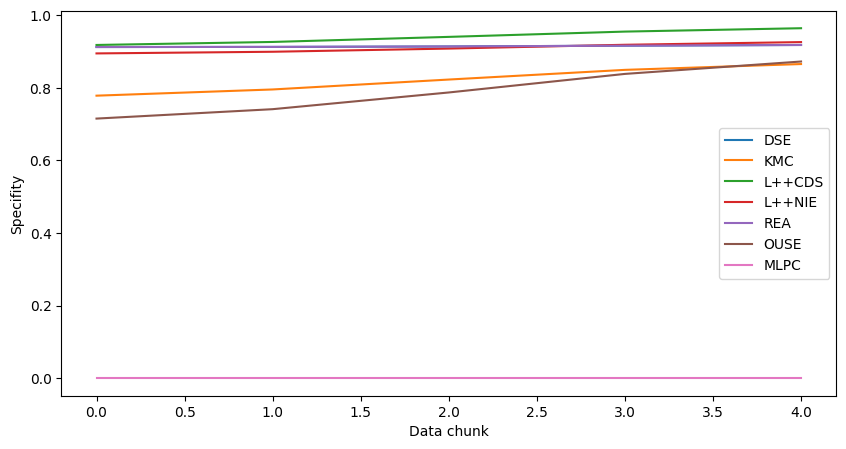 1.0
0.8
0.6
0.4
0.2
0.0
Specifity
0.0 0.5 1.0 1.5 2.0 2.5 3.0 3.5 4.0
Data chunk
DSE
KMC
L++CDS
L++NIE
REA
OUSE
MLPC